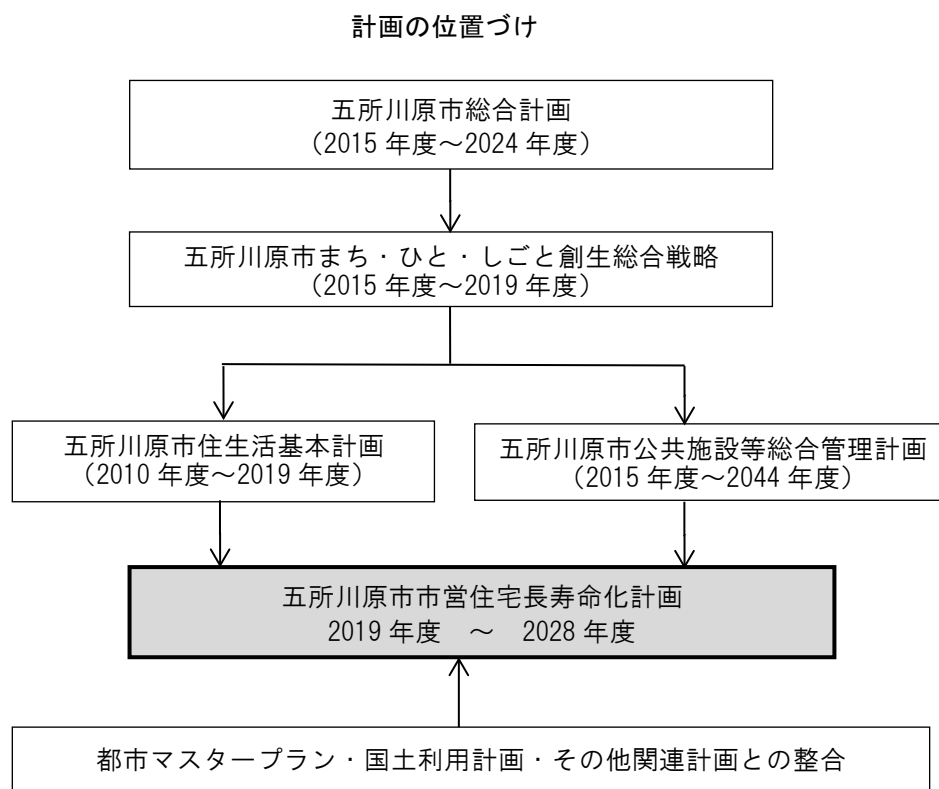 計画の位置づけ
五所川原市総合計画
（2015 年度～2024 年度）
五所川原市まち・ひと・しごと創生総合戦略
（2015 年度～2019 年度）
五所川原市住生活基本計画
（2010 年度～2019 年度）
五所川原市公共施設等総合管理計画
（2015 年度～2044 年度）
五所川原市市営住宅長寿命化計画
2019 年度　～　2028 年度
都市マスタープラン・国土利用計画・その他関連計画との整合